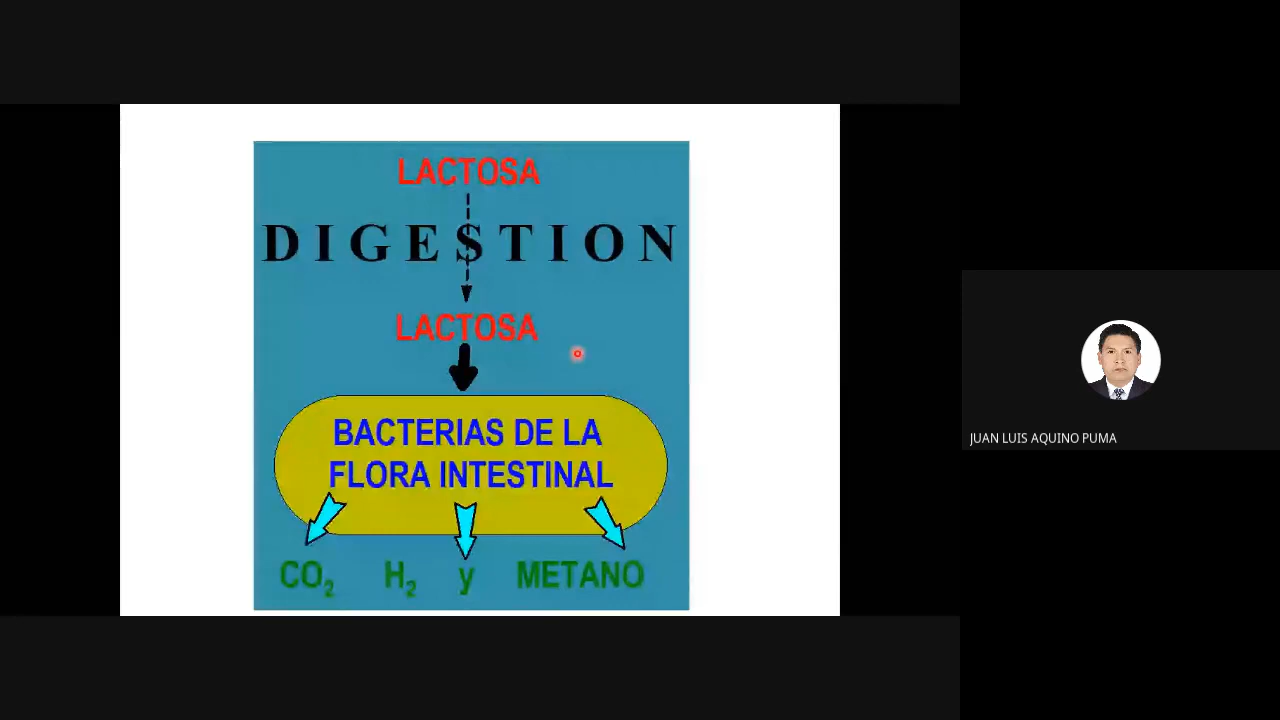 LACTOSA
DIGESTION
LACTOSA
BACTERIAS DE LA
FLORA INTESTINAL
CO₂ H₂ y METANO
JUAN LUIS AQUINO PUMA